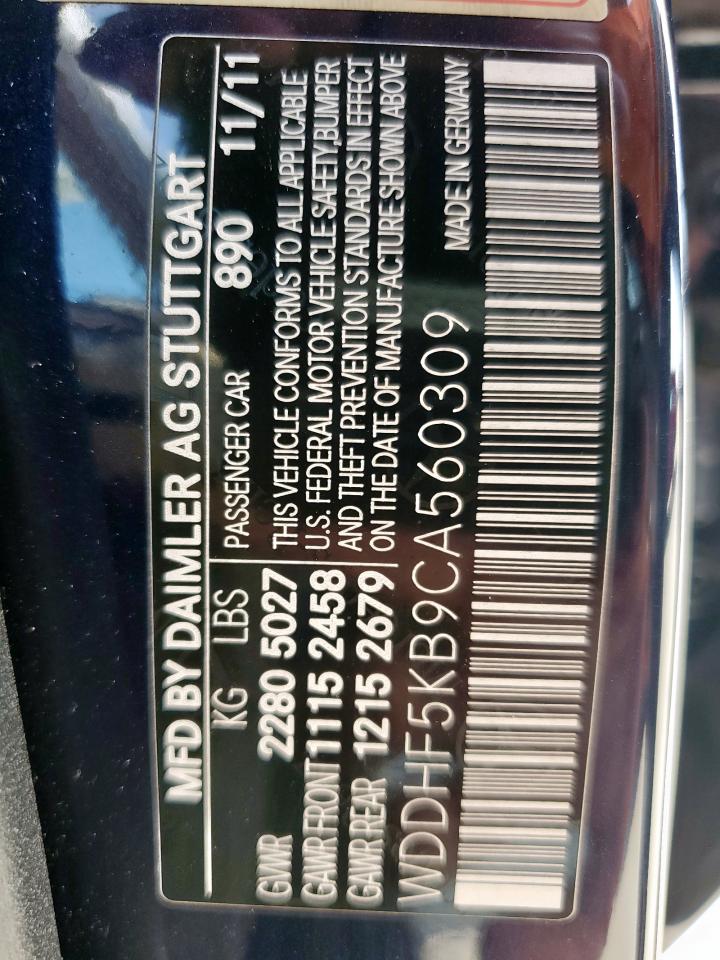 MFD BY DAIMLER AG STUTTGART
KG LBS PASSENGER CAR 890 11/11
GVWR 2280 5027
GAWR FRONT 1115 2458
GAWR REAR 1215 2679
THIS VEHICLE CONFORMS TO ALL APPLICABLE
U.S. FEDERAL MOTOR VEHICLE SAFETY, BUMPER
AND THEFT PREVENTION STANDARDS IN EFFECT
ON THE DATE OF MANUFACTURE SHOWN ABOVE
WDDHF5KB9CA560309 MADE IN GERMANY